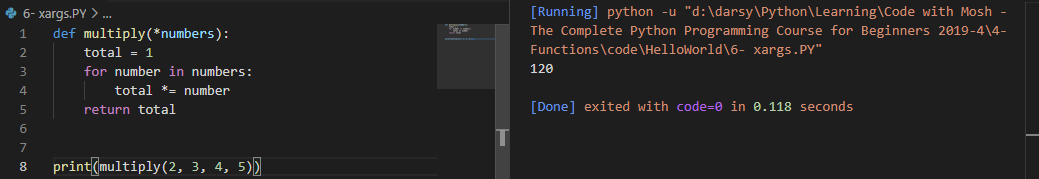 6- xargs.PY > ...
1 def multiply(*numbers):
2     total = 1
3     for number in numbers:
4         total *= number
5     return total
6
7
8 print(multiply(2, 3, 4, 5))
[Running] python -u "d:\darsy\Python\Learning\Code with Mosh -
The Complete Python Programming Course for Beginners 2019-4\4-
Functions\code\HelloWorld\6- xargs.PY"
120
[Done] exited with code=0 in 0.118 seconds